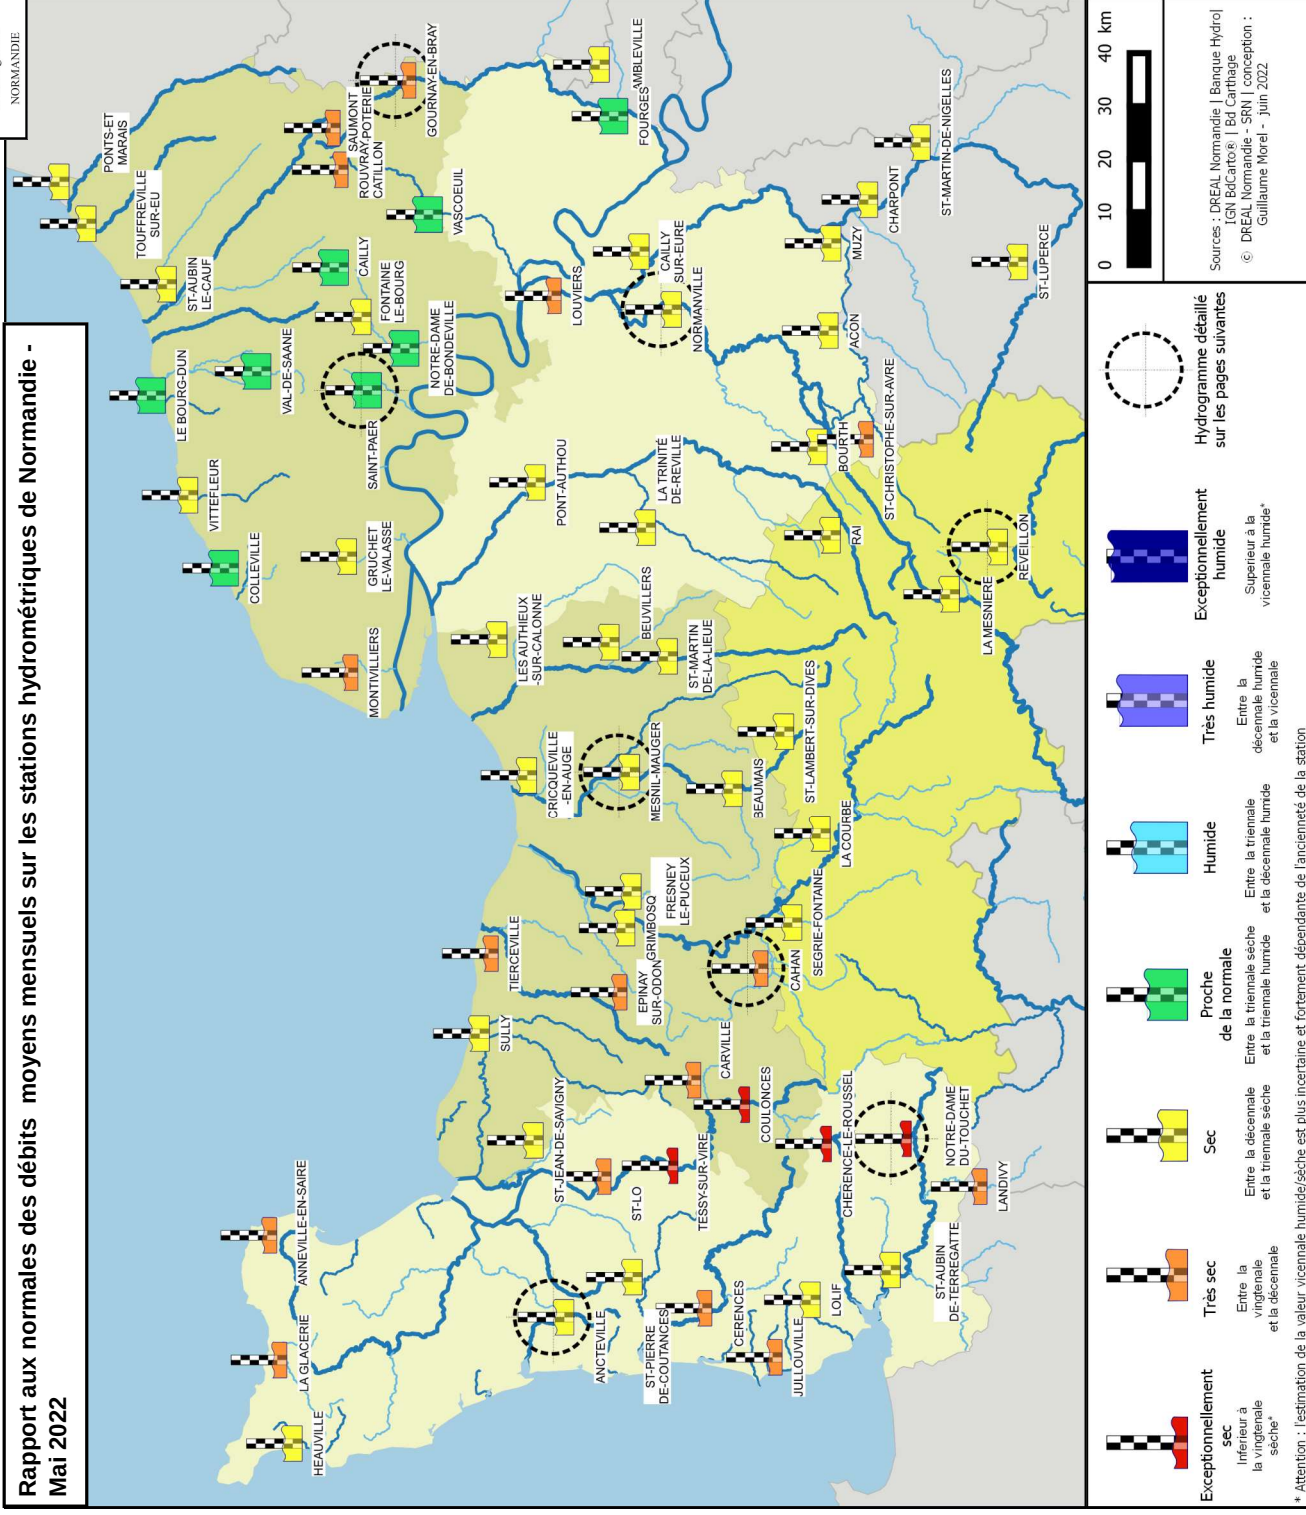 NORMANDIE
Rapport aux normales des débits moyens mensuels sur les stations hydrométriques de Normandie -
Mai 2022
PONTS-ET
MARAIS
TOUFFREVILLE
SUR-EU
ST-AUBIN
LE-CAUF
LE BOURG-DUN
VAL-DE-SAANE
VITTEFLEUR
COLLEVILLE
GRUCHET
LE-VALASSE
MONTIVILLIERS
SAINT-PAER
CAILLY
FONTAINE
LE-BOURG
NOTRE-DAME
DE-BONDEVILLE
SAUMONT
POTERIE
ROUVRAY
CATILLON
GOURNAY-EN-BRAY
VASCOEUIL
AMBLEVILLE
FOURGES
LOUVIERS
CAILLY
SUR-EURE
NORMANVILLE
MUZY
CHARPONT
ST-MARTIN-DE-NIGELLES
ST-LUPERCE
ACON
BOURTH
ST-CHRISTOPHE-SUR-AVRE
PONT-AUTHOU
LA TRINITÉ
DE-REVILLE
RAI
REVEILLON
LA MESNIERE
LES AUTHIEUX
-SUR-CALONNE
BEUVILLERS
ST-MARTIN
DE-LA-LIEUE
CRICQUEVILLE
-EN-AUGE
MESNIL-MAUGER
BEAUMAIS
ST-LAMBERT-SUR-DIVES
LA COURBE
FRESNEY
LE-PUCEUX
GRIMBOSQ
SEGRIE-FONTAINE
CAHAN
TIERCEVILLE
EPINAY
SUR-ODON
SULLY
CARVILLE
COULONCES
ST-JEAN-DE-SAVIGNY
ST-LO
TESSY-SUR-VIRE
CHERENCE-LE-ROUSSEL
NOTRE-DAME
DU-TOUCHET
LANDIVY
ANNEVILLE-EN-SAIRE
LA GLACERIE
HEAUVILLE
ANCTEVILLE
ST-PIERRE
DE-COUTANCES
CERENCES
JULLOUVILLE
LOLIF
ST-AUBIN
DE-TERREGATTE
Exceptionnellement
sec
Inferieur à
la vingtenale
sèche*
Très sec
Entre la
vingtenale
et la décennale
Sec
Entre la décennale
et la triennale sèche
Proche
de la normale
Entre la triennale sèche
et la triennale humide
Humide
Entre la triennale
et la décennale humide
Très humide
Entre la
décennale humide
et la vicennale
Exceptionnellement
humide
Superieur à la
vicennale humide*
Hydrogramme détaillé
sur les pages suivantes
* Attention : l'estimation de la valeur vicennale humide/sèche est plus incertaine et fortement dépendante de l'ancienneté de la station
0 10 20 30 40 km
Sources : DREAL Normandie | Banque Hydro|
IGN BdCarto® | Bd Carthage
© DREAL Normandie - SRN | conception :
Guillaume Morel - juin 2022